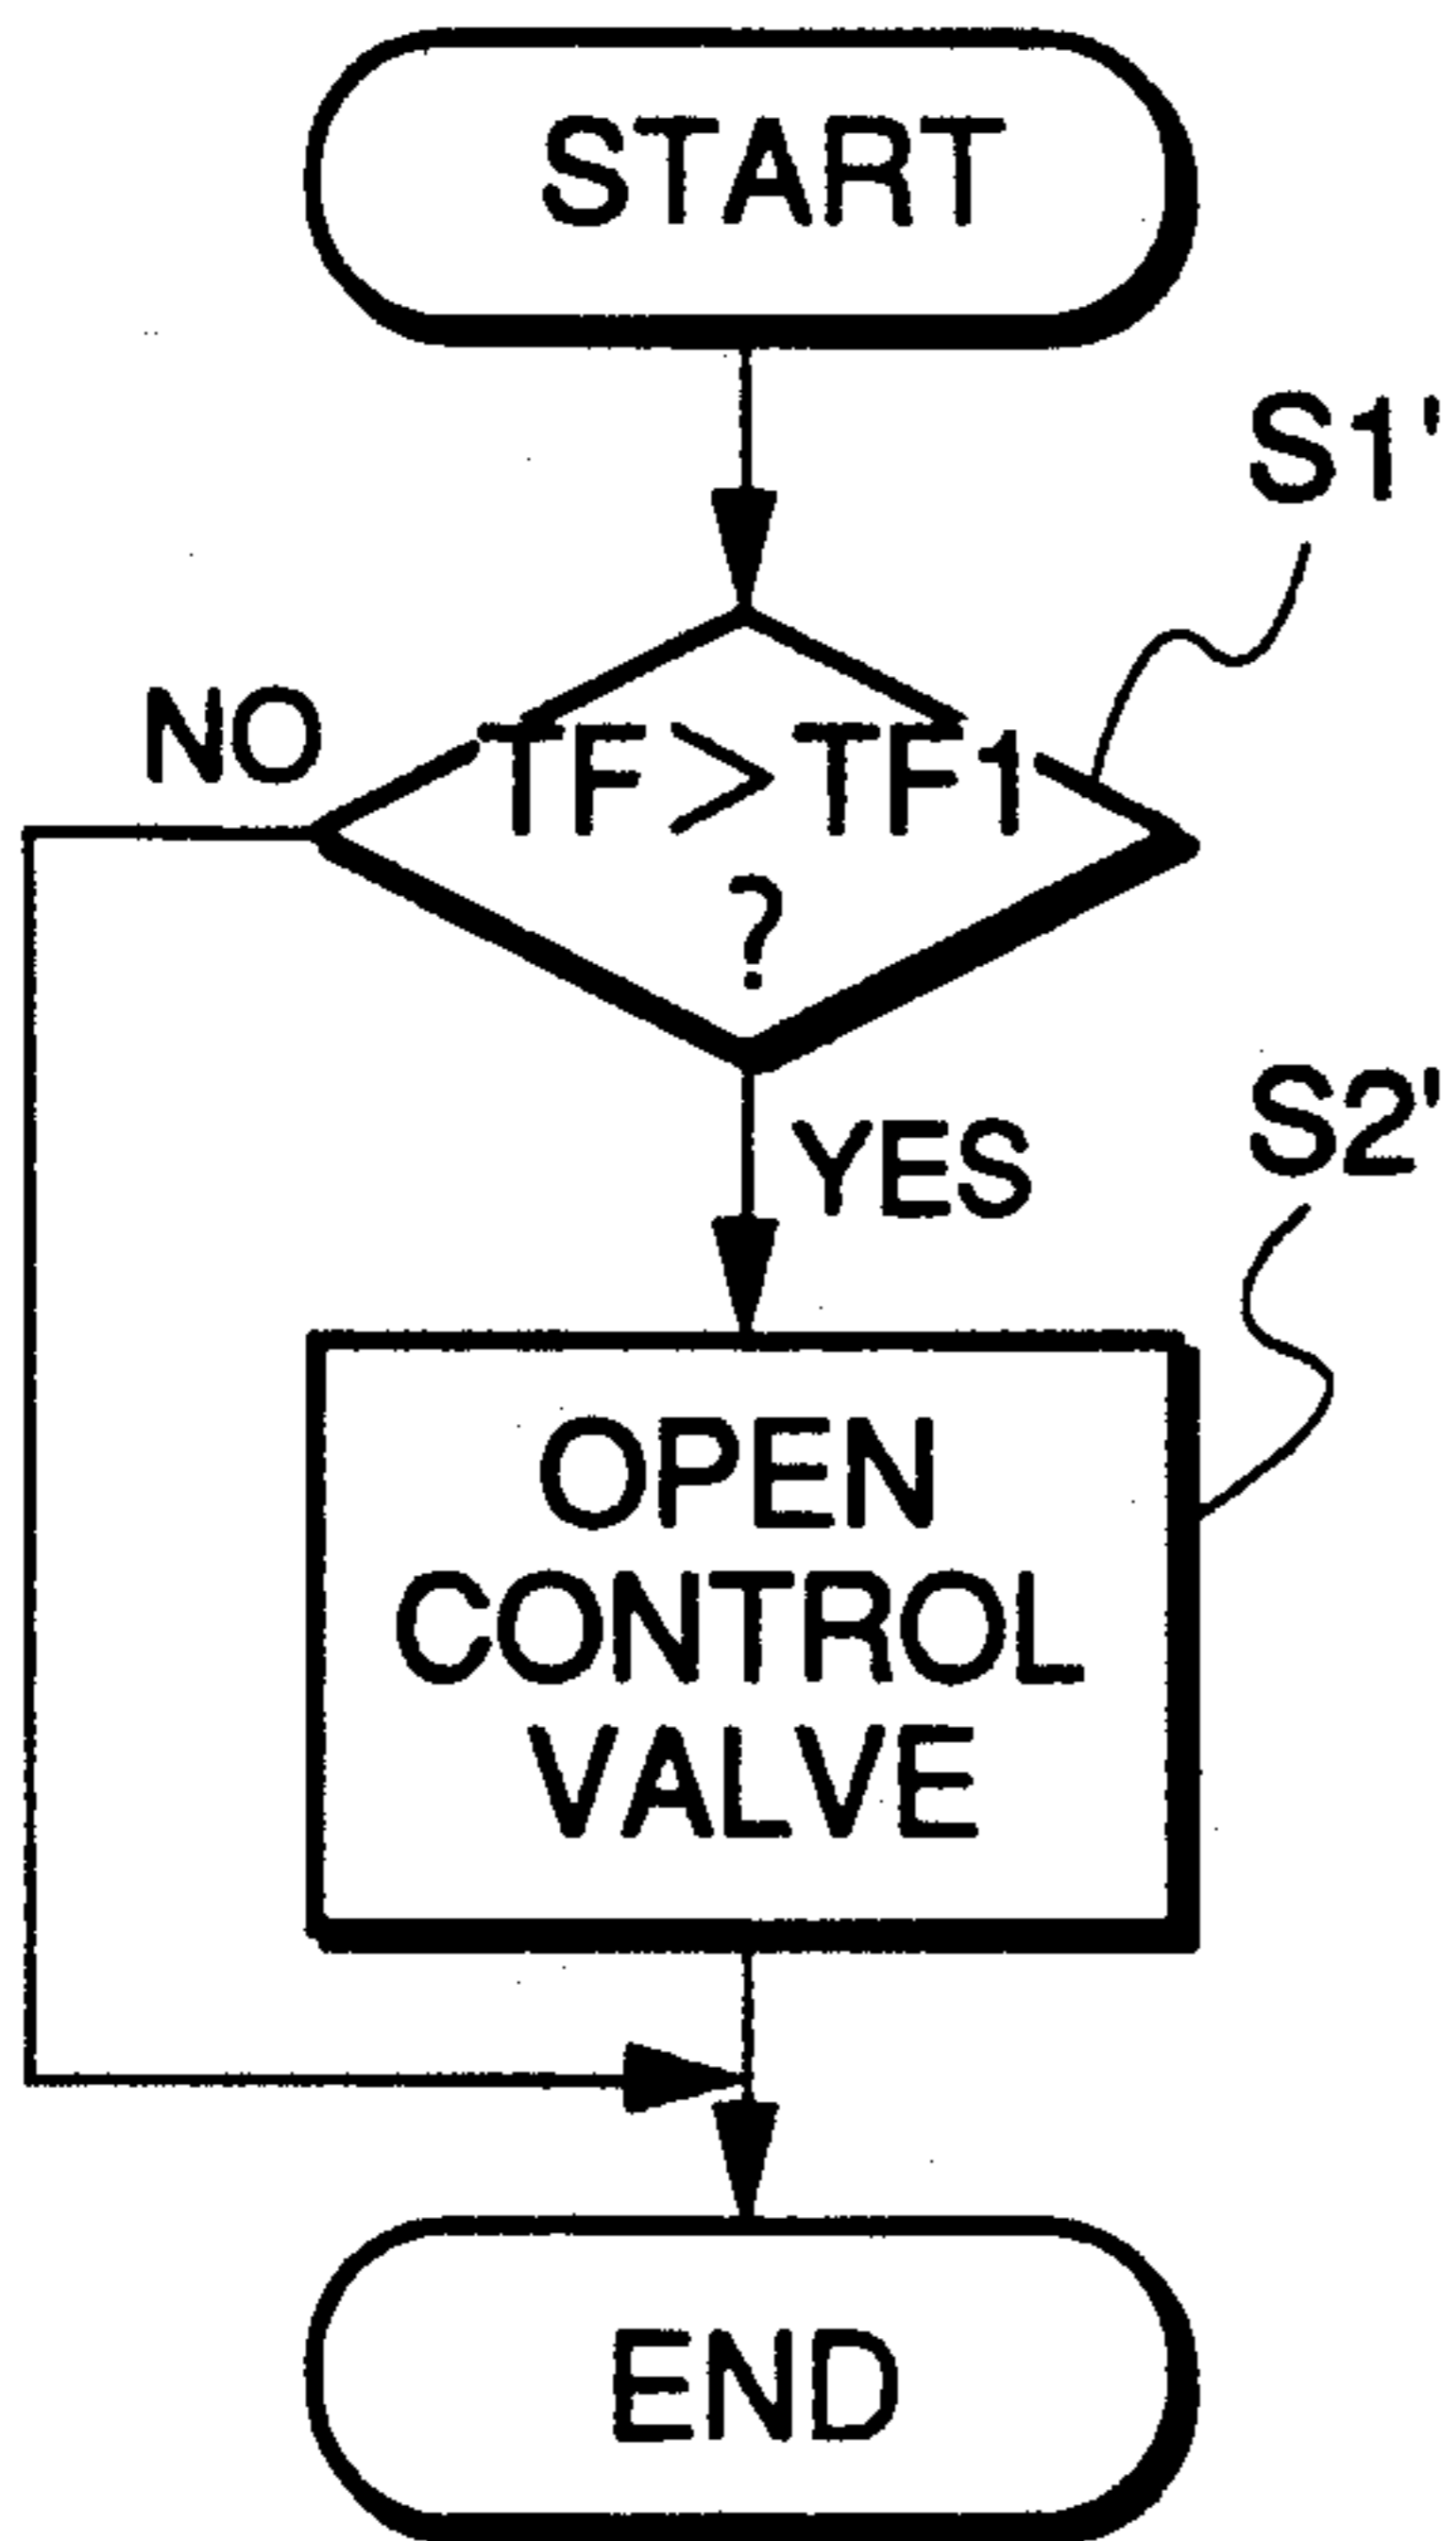 START
S1'
NO
TF>TF1
?
YES
S2'
OPEN
CONTROL
VALVE
END